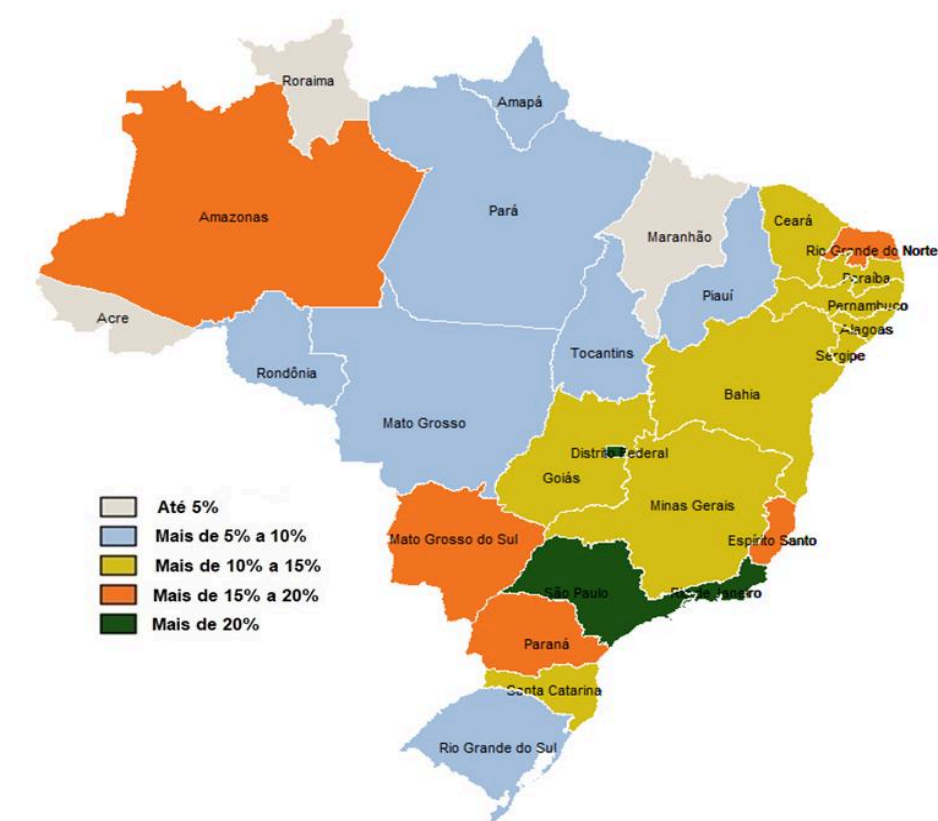 Roraima
Amapá
Amazonas
Pará
Ceará
Maranhão
Rio Grande do Norte
Paraíba
Piauí
Pernambuco
Acre
Alagoas
Tocantins
Sergipe
Rondônia
Bahia
Mato Grosso
Distrito Federal
Goiás
Minas Gerais
Até 5%
Mais de 5% a 10%
Mato Grosso do Sul
Espírito Santo
Mais de 10% a 15%
Mais de 15% a 20%
São Paulo
Rio de Janeiro
Mais de 20%
Paraná
Santa Catarina
Rio Grande do Sul